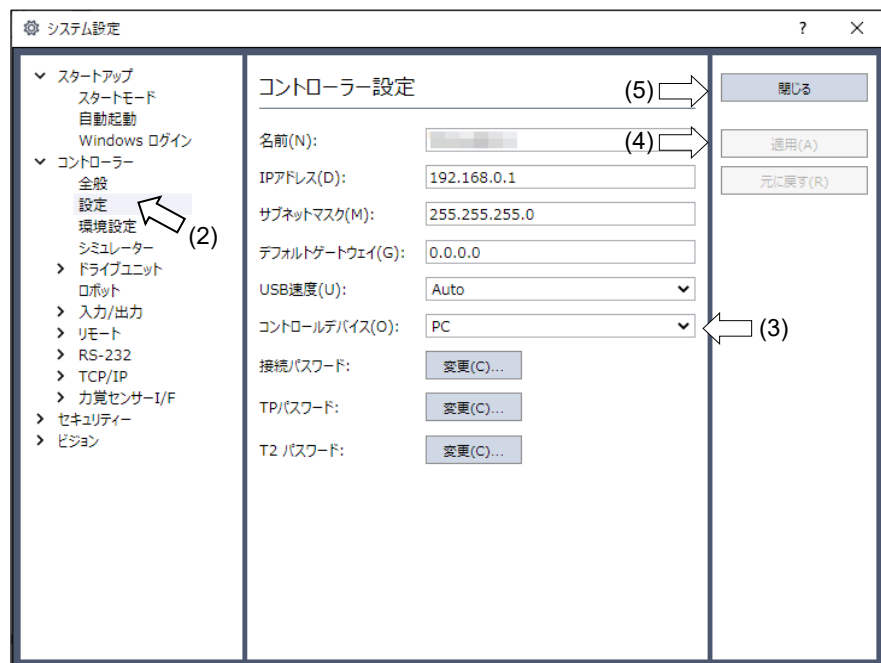 システム設定
?
スタートアップ
スタートモード
自動起動
Windows ログイン
コントローラー
全般
設定
(2)
環境設定
シミュレーター
ドライブユニット
ロボット
入力/出力
リモート
RS-232
TCP/IP
力覚センサーI/F
セキュリティー
ビジョン
コントローラー設定
名前(N):
IPアドレス(D): 192.168.0.1
サブネットマスク(M): 255.255.255.0
デフォルトゲートウェイ(G): 0.0.0.0
USB速度(U): Auto
コントロールデバイス(O): PC
(3)
接続パスワード: 変更(C)...
TPパスワード: 変更(C)...
T2 パスワード: 変更(C)...
(5)
閉じる
(4)
適用(A)
元に戻す(R)